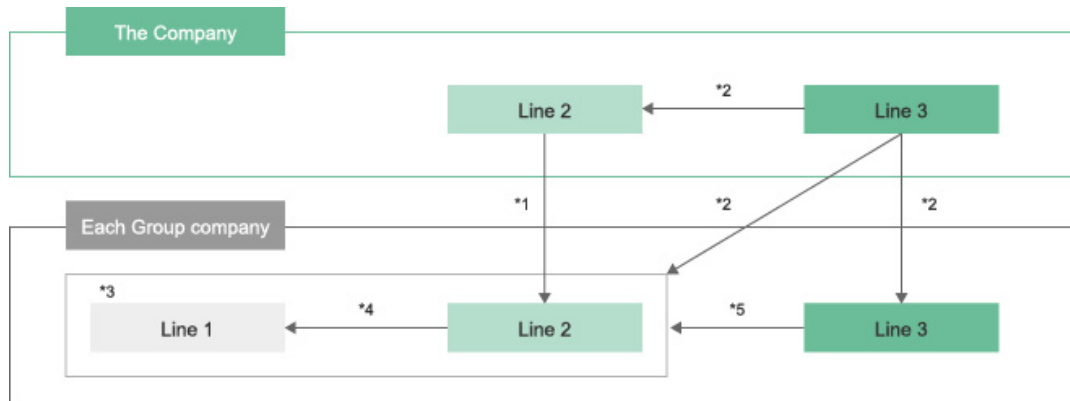 The Company
*2
Line 2
Line 3
*1
*2
*2
Each Group company
*3
*4
*5
Line 1
Line 2
Line 3